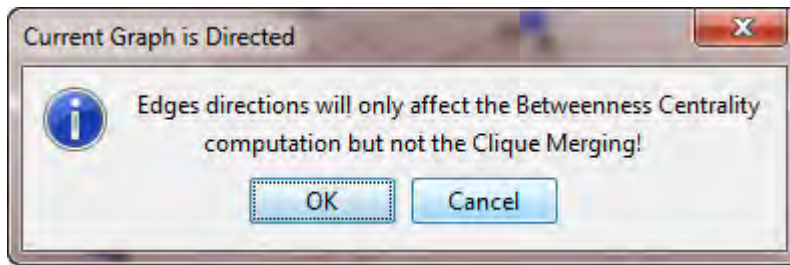 Current Graph is Directed
Edges directions will only affect the Betweenness Centrality
computation but not the Clique Merging!
OK
Cancel